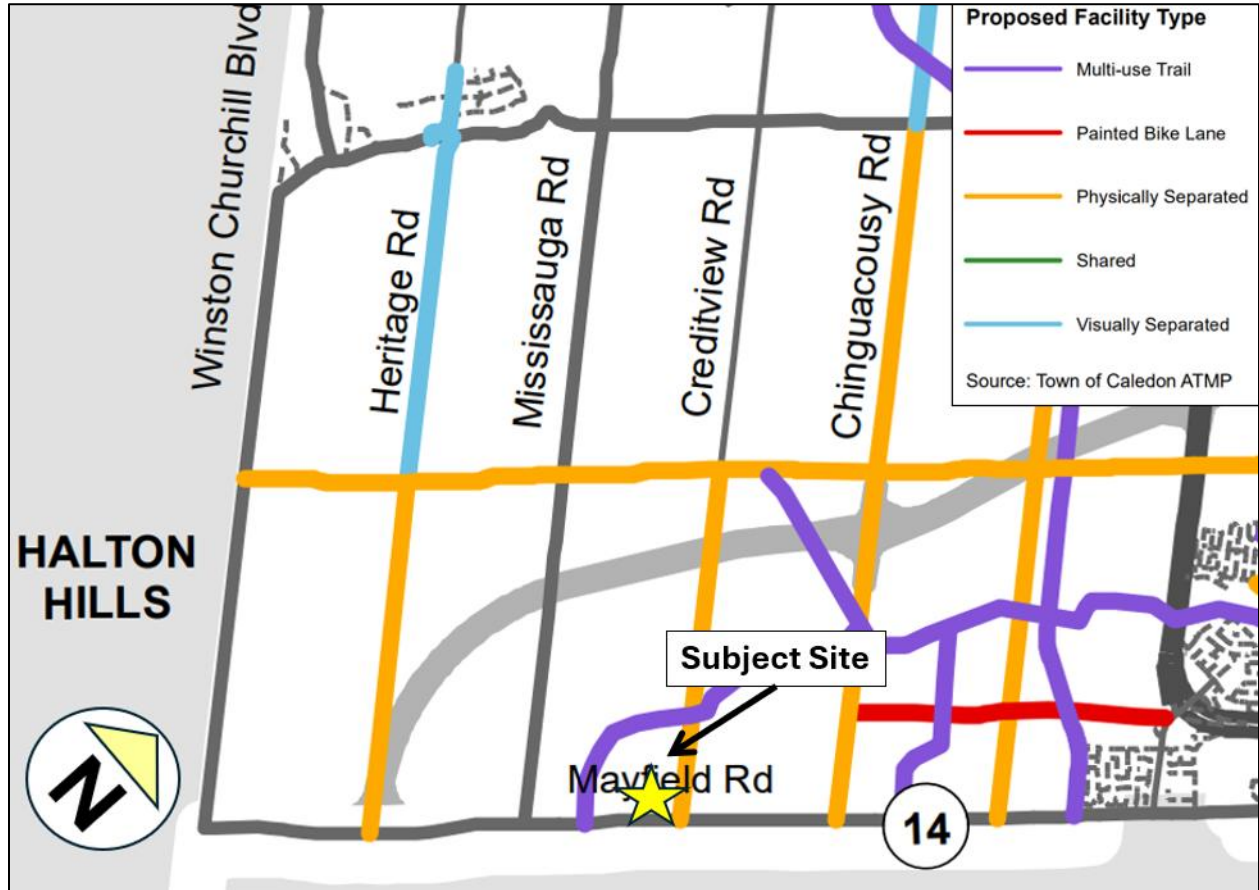 Proposed Facility Type
Multi-use Trail
Painted Bike Lane
Physically Separated
Shared
Visually Separated
Source: Town of Caledon ATMP
Winston Churchill Blvd
Heritage Rd
Mississauga Rd
Creditview Rd
Chinguacousy Rd
HALTON
HILLS
Subject Site
Mayfield Rd
14
N